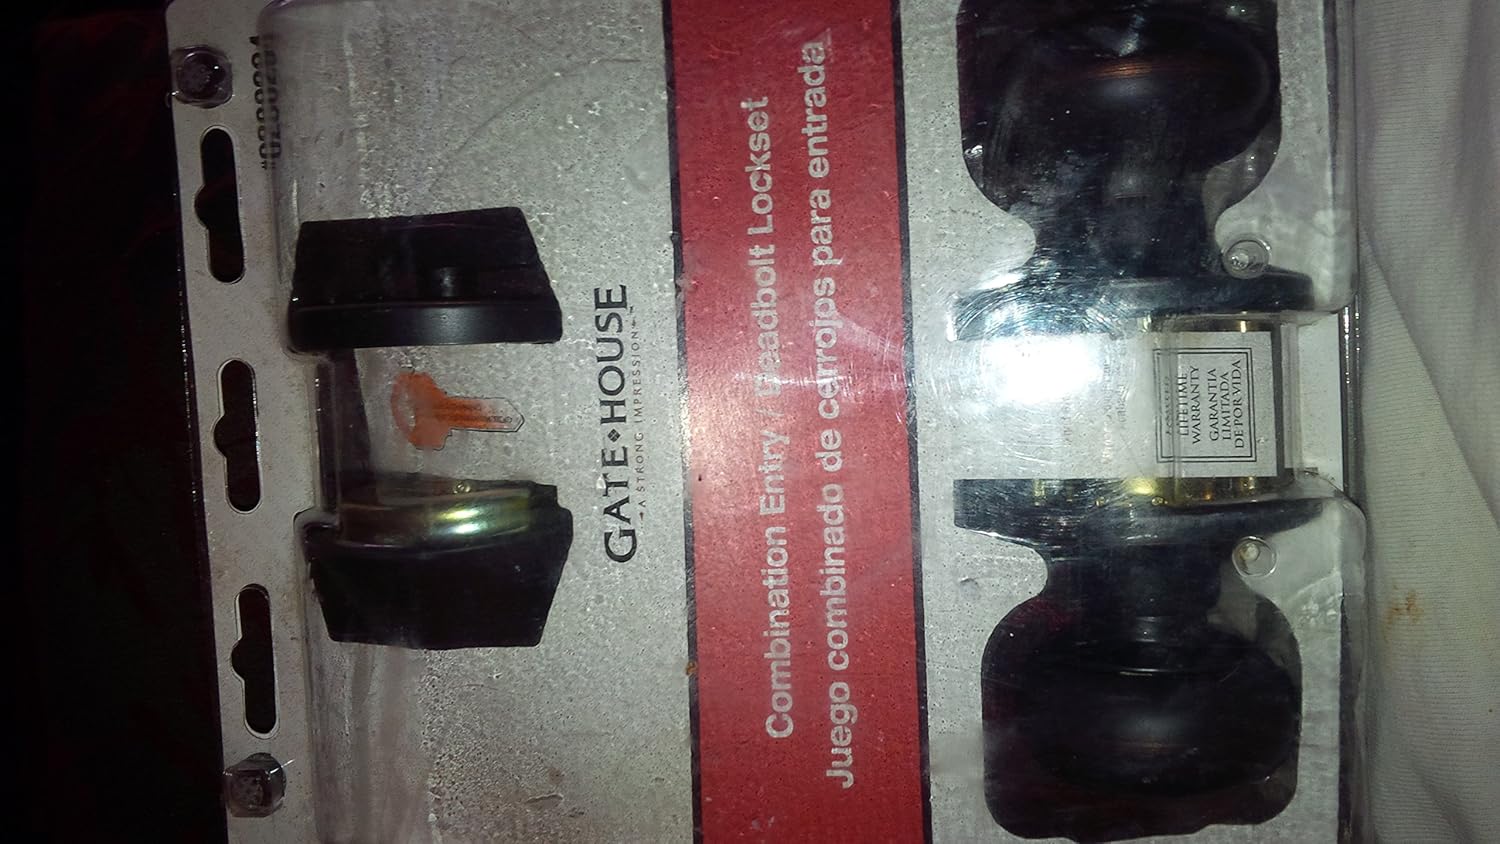 #0280294
GATE HOUSE
A STRONG IMPRESSION
Combination Entry / Deadbolt Lockset
Juego combinado de cerrojos para entrada
LIFETIME
WARRANTY
GARANTIA
LIMITADA
DE POR VIDA